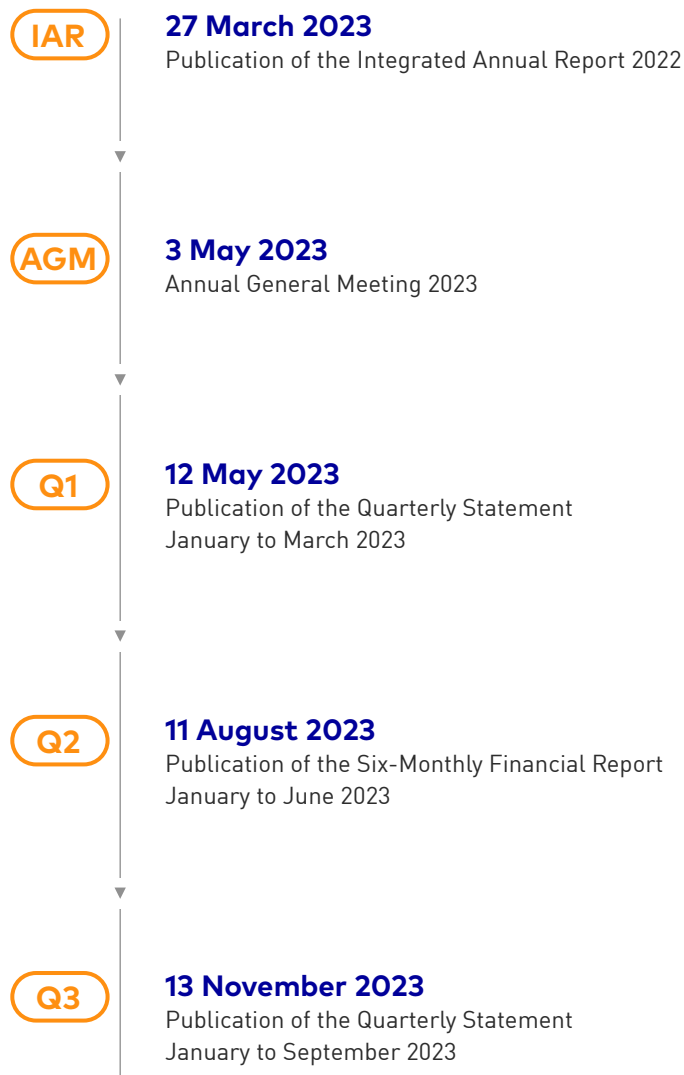 IAR
27 March 2023
Publication of the Integrated Annual Report 2022
AGM
3 May 2023
Annual General Meeting 2023
Q1
12 May 2023
Publication of the Quarterly Statement
January to March 2023
Q2
11 August 2023
Publication of the Six-Monthly Financial Report
January to June 2023
Q3
13 November 2023
Publication of the Quarterly Statement
January to September 2023